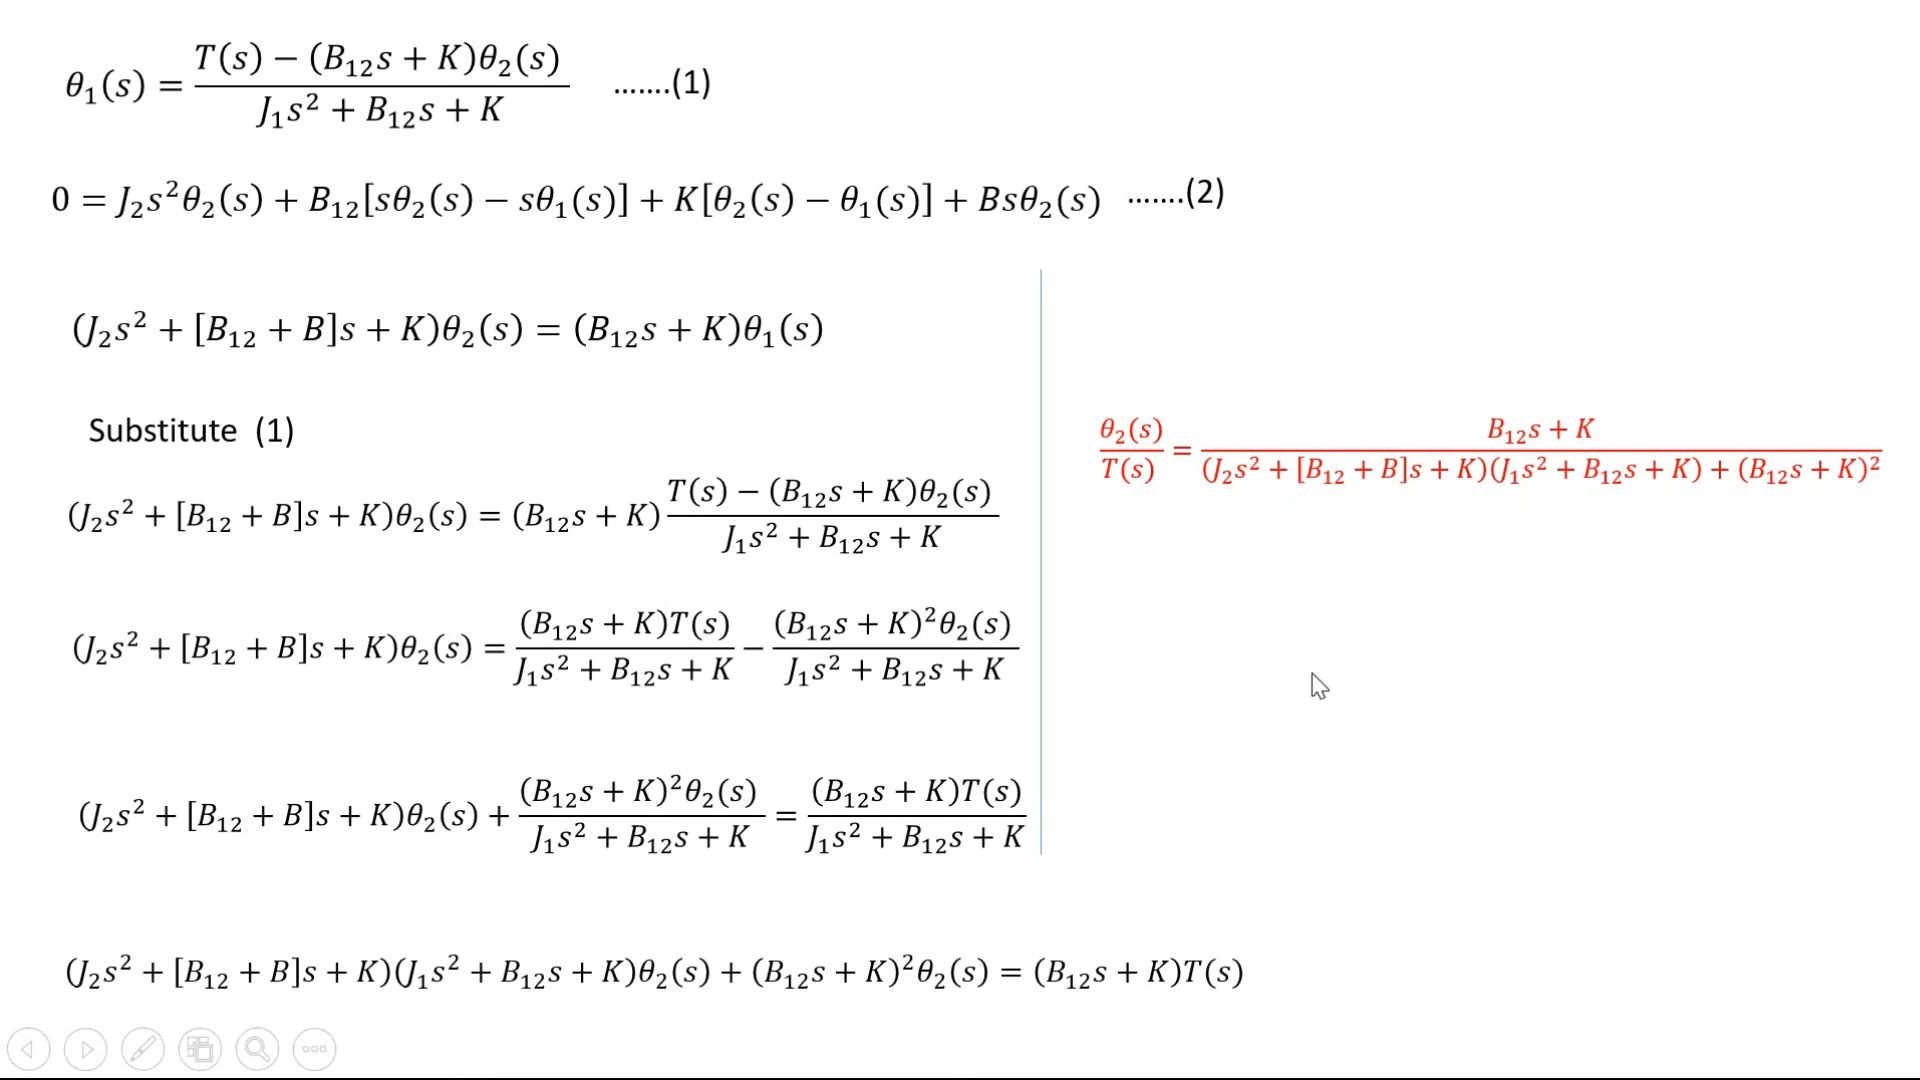 θ₁(s) = (T(s) − (B₁₂s + K)θ₂(s)) / (J₁s² + B₁₂s + K) .......(1)
0 = J₂s²θ₂(s) + B₁₂[sθ₂(s) − sθ₁(s)] + K[θ₂(s) − θ₁(s)] + Bsθ₂(s) .......(2)
(J₂s² + [B₁₂ + B]s + K)θ₂(s) = (B₁₂s + K)θ₁(s)
Substitute (1)
(J₂s² + [B₁₂ + B]s + K)θ₂(s) = (B₁₂s + K) (T(s) − (B₁₂s + K)θ₂(s)) / (J₁s² + B₁₂s + K)
(J₂s² + [B₁₂ + B]s + K)θ₂(s) = (B₁₂s + K)T(s) / (J₁s² + B₁₂s + K) − (B₁₂s + K)²θ₂(s) / (J₁s² + B₁₂s + K)
(J₂s² + [B₁₂ + B]s + K)θ₂(s) + (B₁₂s + K)²θ₂(s) / (J₁s² + B₁₂s + K) = (B₁₂s + K)T(s) / (J₁s² + B₁₂s + K)
(J₂s² + [B₁₂ + B]s + K)(J₁s² + B₁₂s + K)θ₂(s) + (B₁₂s + K)²θ₂(s) = (B₁₂s + K)T(s)
θ₂(s) / T(s) = (B₁₂s + K) / ((J₂s² + [B₁₂ + B]s + K)(J₁s² + B₁₂s + K) + (B₁₂s + K)²)